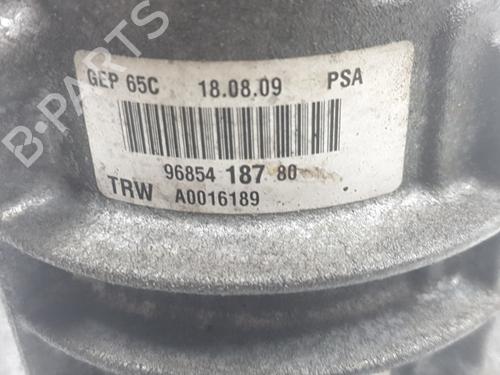 GEP 65C 18.08.09 PSA
96854 187 80
TRW A0016189
B-PARTS